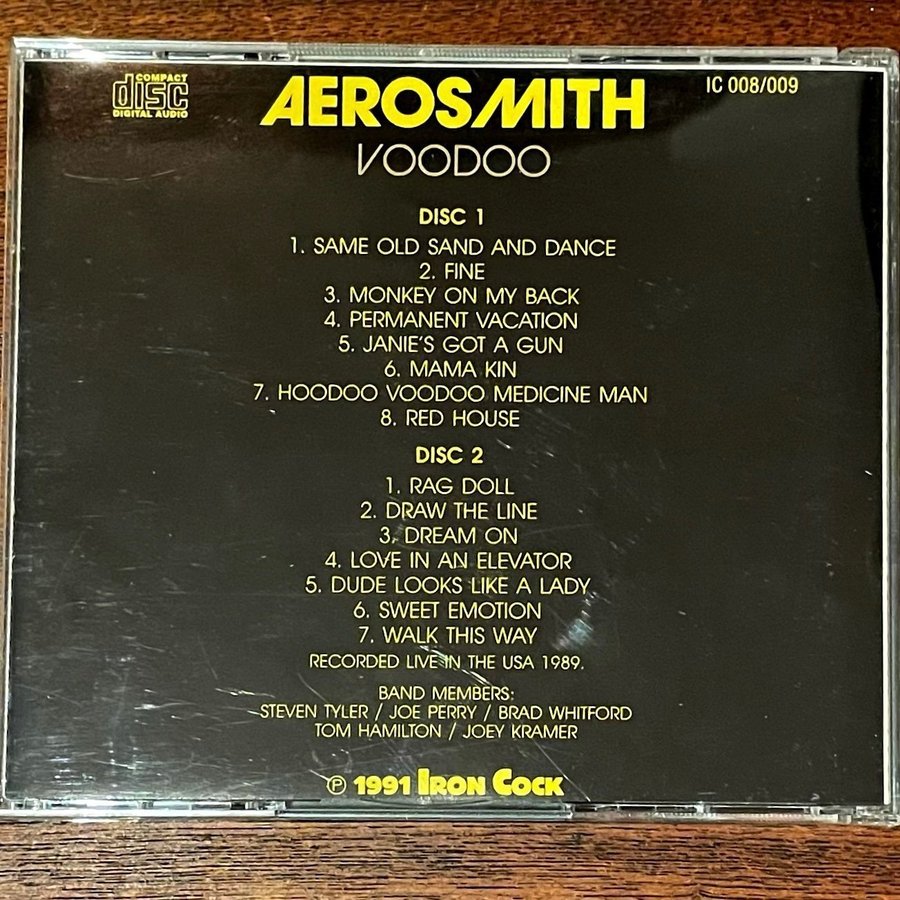 COMPACT
disc
DIGITAL AUDIO
AEROSMITH
IC 008/009
VOODOO
DISC 1
1. SAME OLD SAND AND DANCE
2. FINE
3. MONKEY ON MY BACK
4. PERMANENT VACATION
5. JANIE'S GOT A GUN
6. MAMA KIN
7. HOODOO VOODOO MEDICINE MAN
8. RED HOUSE
DISC 2
1. RAG DOLL
2. DRAW THE LINE
3. DREAM ON
4. LOVE IN AN ELEVATOR
5. DUDE LOOKS LIKE A LADY
6. SWEET EMOTION
7. WALK THIS WAY
RECORDED LIVE IN THE USA 1989.
BAND MEMBERS:
STEVEN TYLER / JOE PERRY / BRAD WHITFORD
TOM HAMILTON / JOEY KRAMER
℗ 1991 IRON COCK